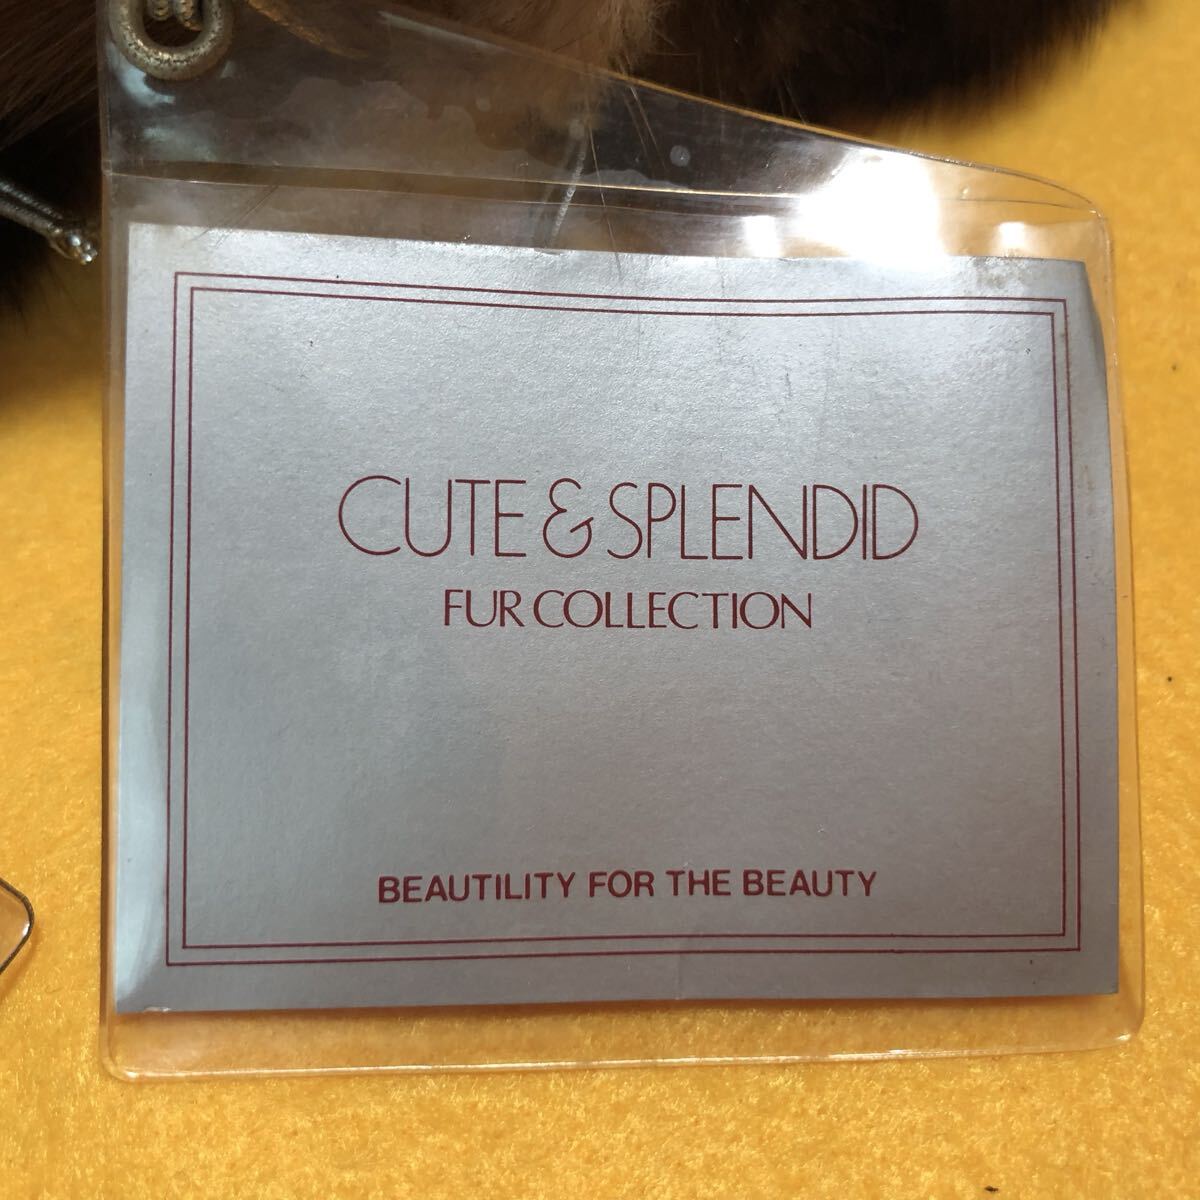 CUTE & SPLENDID
FUR COLLECTION
BEAUTILITY FOR THE BEAUTY